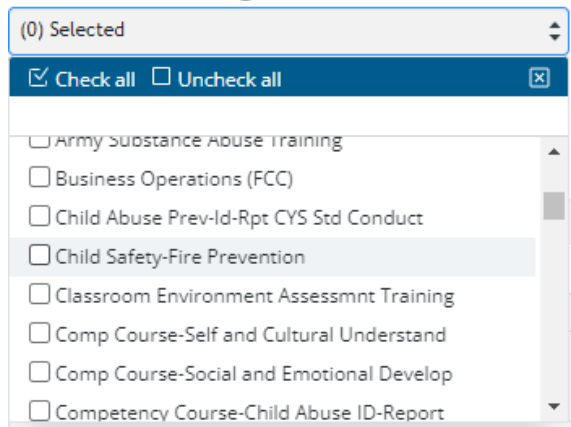 (0) Selected
Check all Uncheck all
Army Substance Abuse Training
Business Operations (FCC)
Child Abuse Prev-Id-Rpt CYS Std Conduct
Child Safety-Fire Prevention
Classroom Environment Assessmnt Training
Comp Course-Self and Cultural Understand
Comp Course-Social and Emotional Develop
Competency Course-Child Abuse ID-Report